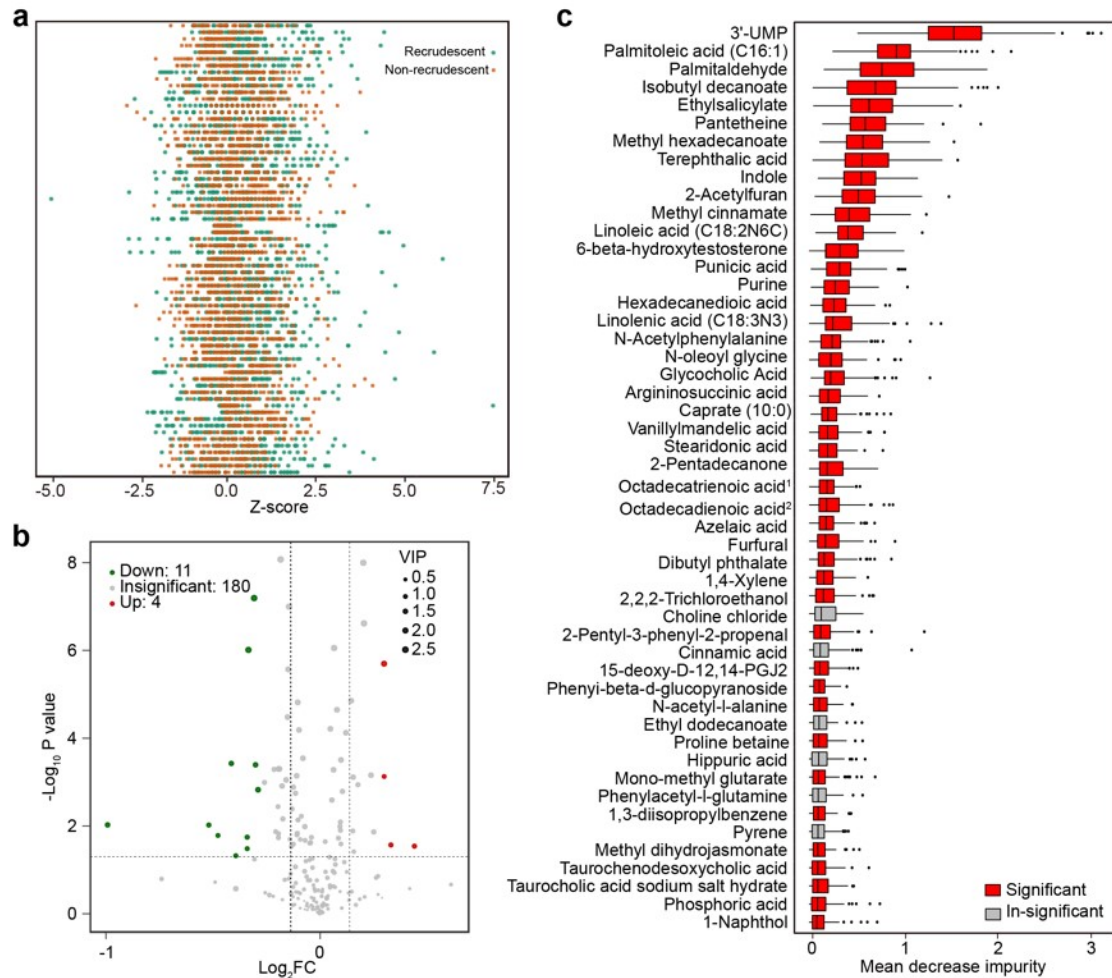 a
Recrudescent
Non-recrudescent
-5.0
-2.5
0.0
2.5
5.0
7.5
Z-score
b
Down: 11
Insignificant: 180
Up: 4
VIP
0.5
1.0
1.5
2.0
2.5
8
6
4
2
0
-Log10 P value
-1
0
Log2FC
c
3'-UMP
Palmitoleic acid (C16:1)
Palmitaldehyde
Isobutyl decanoate
Ethylsalicylate
Pantetheine
Methyl hexadecanoate
Terephthalic acid
Indole
2-Acetylfuran
Methyl cinnamate
Linoleic acid (C18:2N6C)
6-beta-hydroxytestosterone
Punicic acid
Purine
Hexadecanedioic acid
Linolenic acid (C18:3N3)
N-Acetylphenylalanine
N-oleoyl glycine
Glycocholic Acid
Argininosuccinic acid
Caprate (10:0)
Vanillylmandelic acid
Stearidonic acid
2-Pentadecanone
Octadecatrienoic acid¹
Octadecadienoic acid²
Azelaic acid
Furfural
Dibutyl phthalate
1,4-Xylene
2,2,2-Trichloroethanol
Choline chloride
2-Pentyl-3-phenyl-2-propenal
Cinnamic acid
15-deoxy-D-12,14-PGJ2
Phenyi-beta-d-glucopyranoside
N-acetyl-l-alanine
Ethyl dodecanoate
Proline betaine
Hippuric acid
Mono-methyl glutarate
Phenylacetyl-l-glutamine
1,3-diisopropylbenzene
Pyrene
Methyl dihydrojasmonate
Taurochenodesoxycholic acid
Taurocholic acid sodium salt hydrate
Phosphoric acid
1-Naphthol
Significant
In-significant
0
1
2
3
Mean decrease impurity